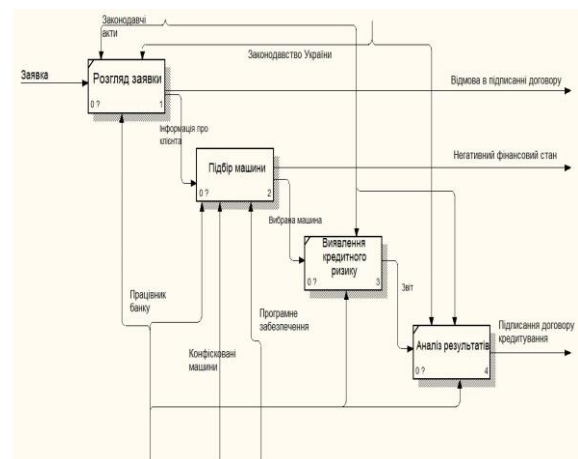 Законодавчі
акти
Законодавство України
Заявка
Розгляд заявки
0 ?
1
Відмова в підписанні договору
Інформація про
клієнта
Негативний фінансовий стан
Підбір машини
0 ?
2
Вибрана машина
Виявлення
кредитного
ризику
0 ?
3
Звіт
Працівник
банку
Програмне
забезпечення
Підписання договору
кредитування
Аналіз результатів
0 ?
4
Конфісковані
машини